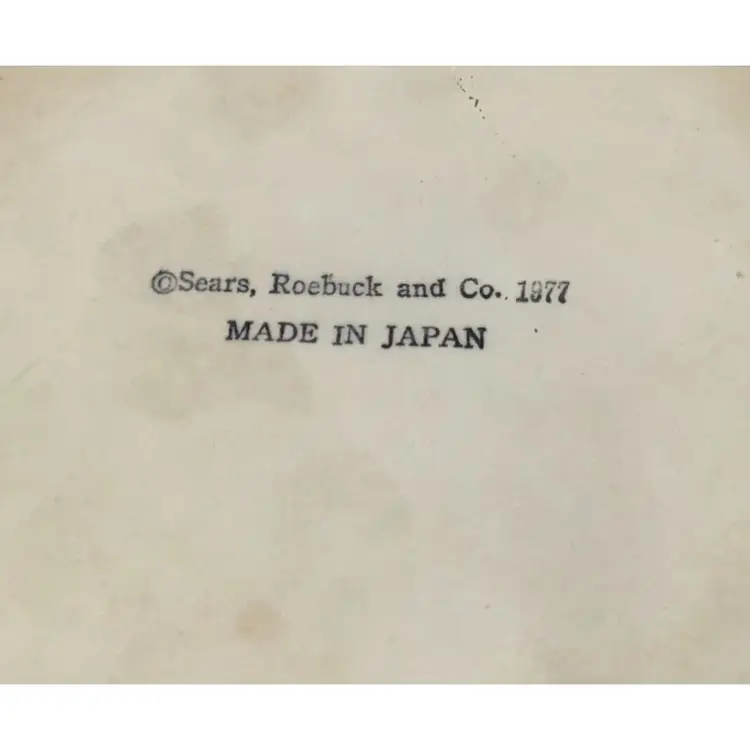 ©Sears, Roebuck and Co. 1977
MADE IN JAPAN